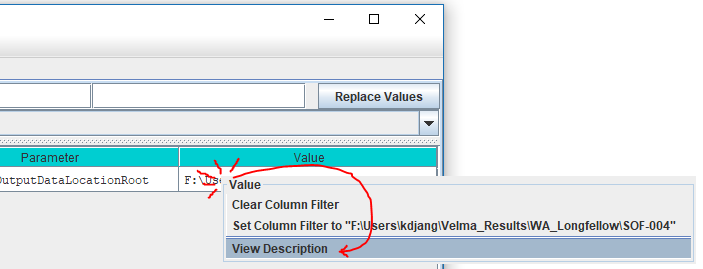 Replace Values
Parameter Value
OutputDataLocationRoot F:\Use
Value
Clear Column Filter
Set Column Filter to "F:\Users\kdjang\Velma_Results\WA_Longfellow\SOF-004"
View Description